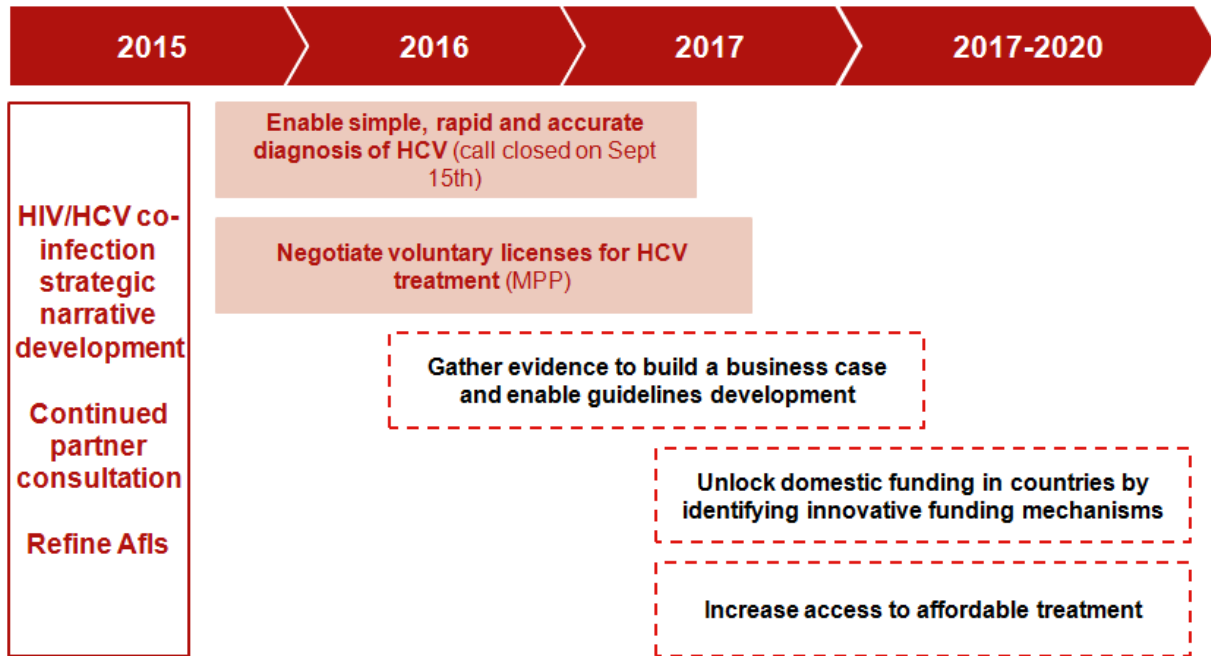 2015
2016
2017
2017-2020
HIV/HCV co-
infection
strategic
narrative
development
Continued
partner
consultation
Refine AfIs
Enable simple, rapid and accurate
diagnosis of HCV (call closed on Sept
15th)
Negotiate voluntary licenses for HCV
treatment (MPP)
Gather evidence to build a business case
and enable guidelines development
Unlock domestic funding in countries by
identifying innovative funding mechanisms
Increase access to affordable treatment